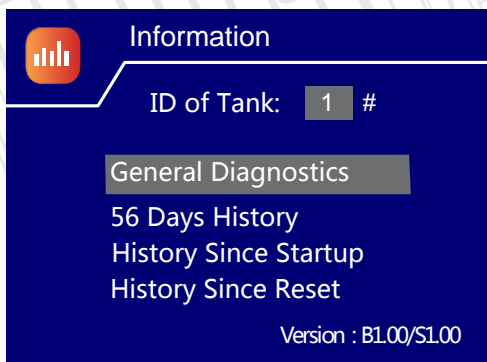 Information
ID of Tank: 1 #
General Diagnostics
56 Days History
History Since Startup
History Since Reset
Version : B1.00/S1.00